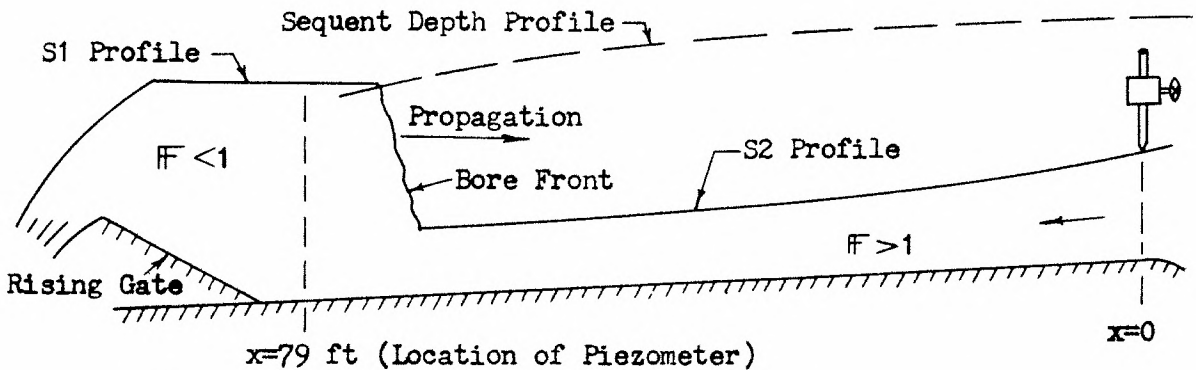 Sequent Depth Profile
S1 Profile
Propagation
F <1
S2 Profile
Bore Front
F >1
Rising Gate
x=0
x=79 ft (Location of Piezometer)